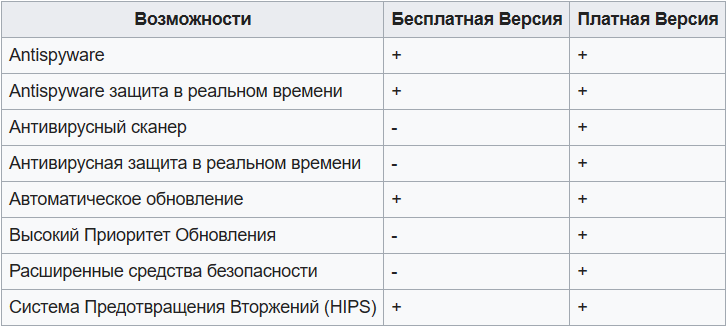 Возможности Бесплатная Версия Платная Версия
Antispyware + +
Antispyware защита в реальном времени + +
Антивирусный сканер - +
Антивирусная защита в реальном времени - +
Автоматическое обновление + +
Высокий Приоритет Обновления - +
Расширенные средства безопасности - +
Система Предотвращения Вторжений (HIPS) + +